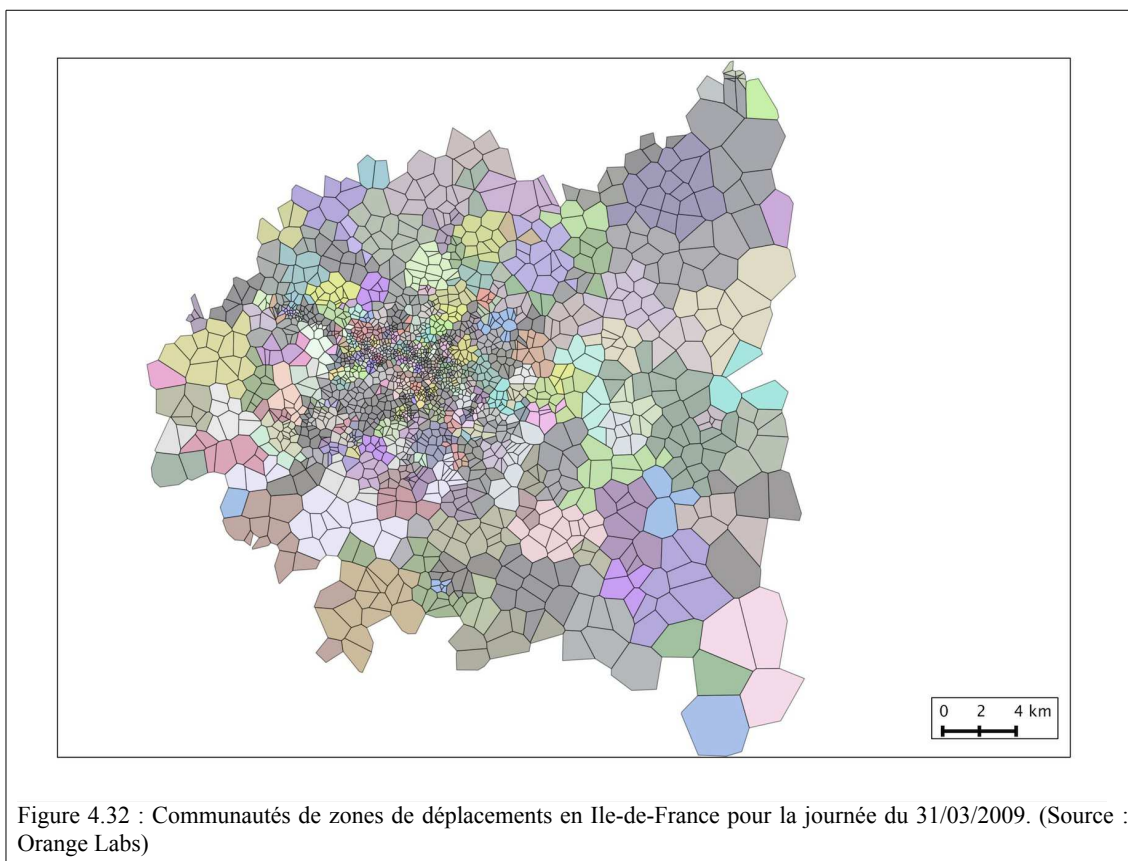 0 2 4 km
Figure 4.32 : Communautés de zones de déplacements en Ile-de-France pour la journée du 31/03/2009. (Source :
Orange Labs)